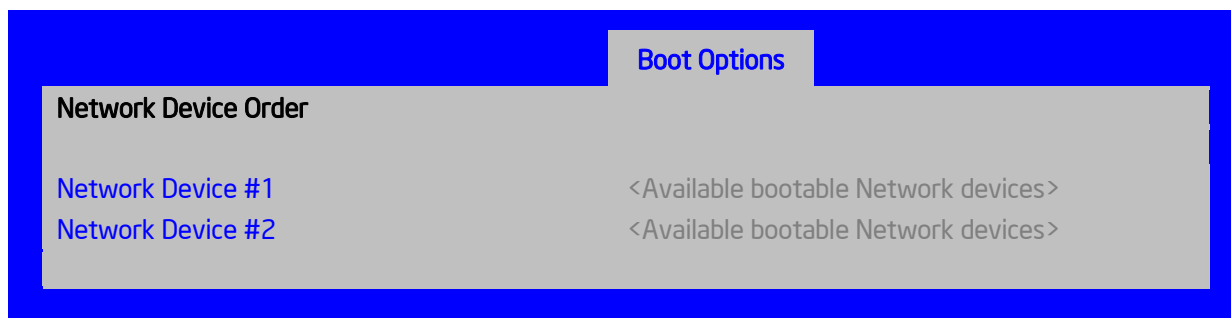 Boot Options
Network Device Order
Network Device #1 <Available bootable Network devices>
Network Device #2 <Available bootable Network devices>